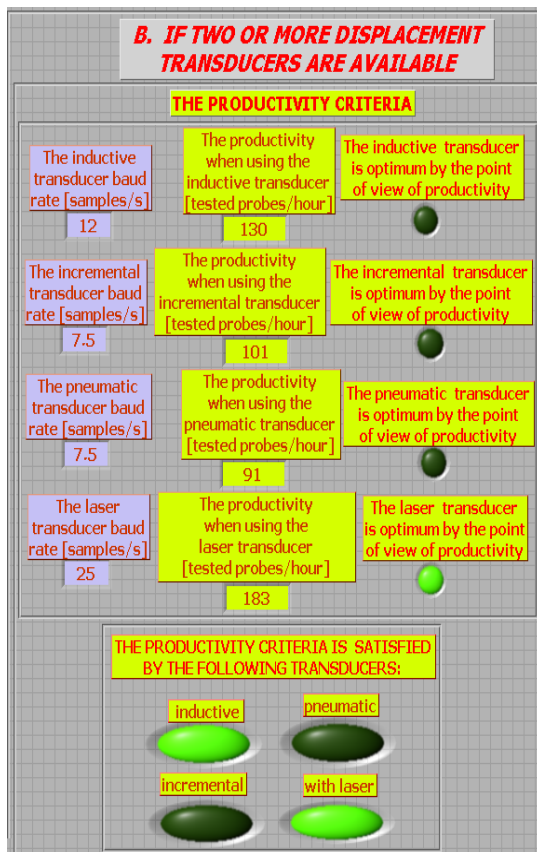 B. IF TWO OR MORE DISPLACEMENT
TRANSDUCERS ARE AVAILABLE
THE PRODUCTIVITY CRITERIA
The inductive
transducer baud
rate [samples/s]
12
The productivity
when using the
inductive transducer
[tested probes/hour]
130
The inductive transducer
is optimum by the point
of view of productivity
The incremental
transducer baud
rate [samples/s]
7.5
The productivity
when using the
incremental transducer
[tested probes/hour]
101
The incremental transducer
is optimum by the point
of view of productivity
The pneumatic
transducer baud
rate [samples/s]
7.5
The productivity
when using the
pneumatic transducer
[tested probes/hour]
91
The pneumatic transducer
is optimum by the point
of view of productivity
The laser
transducer baud
rate [samples/s]
25
The productivity
when using the
laser transducer
[tested probes/hour]
183
The laser transducer
is optimum by the point
of view of productivity
THE PRODUCTIVITY CRITERIA IS SATISFIED
BY THE FOLLOWING TRANSDUCERS:
inductive
pneumatic
incremental
with laser